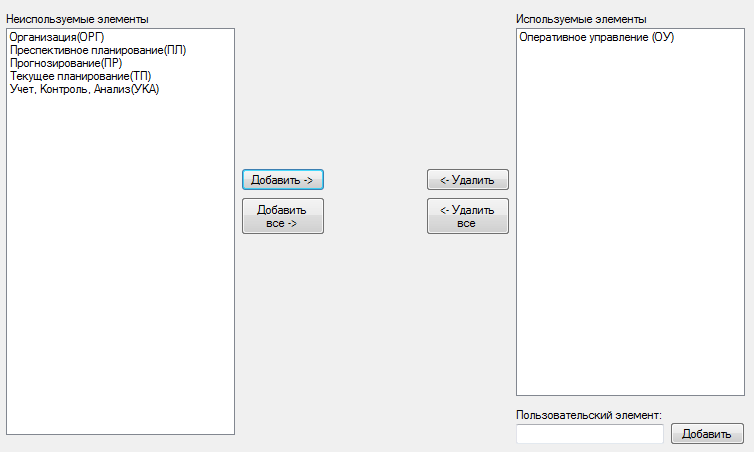 Неиспользуемые элементы
Организация(ОРГ)
Преспективное планирование(ПЛ)
Прогнозирование(ПР)
Текущее планирование(ТП)
Учет, Контроль, Анализ(УКА)
Добавить ->
Добавить
все ->
<- Удалить
<- Удалить
все
Используемые элементы
Оперативное управление (ОУ)
Пользовательский элемент:
Добавить